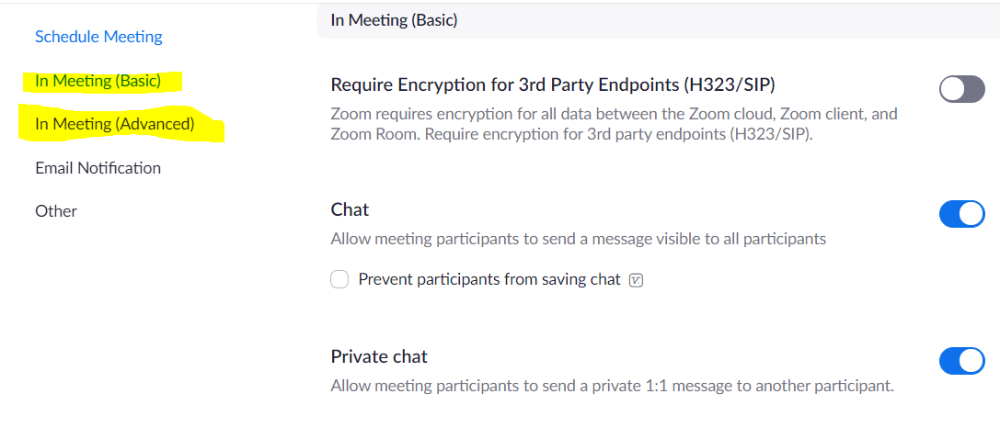 Schedule Meeting
In Meeting (Basic)
In Meeting (Advanced)
Email Notification
Other
In Meeting (Basic)
Require Encryption for 3rd Party Endpoints (H323/SIP)
Zoom requires encryption for all data between the Zoom cloud, Zoom client, and
Zoom Room. Require encryption for 3rd party endpoints (H323/SIP).
Chat
Allow meeting participants to send a message visible to all participants
Prevent participants from saving chat
Private chat
Allow meeting participants to send a private 1:1 message to another participant.